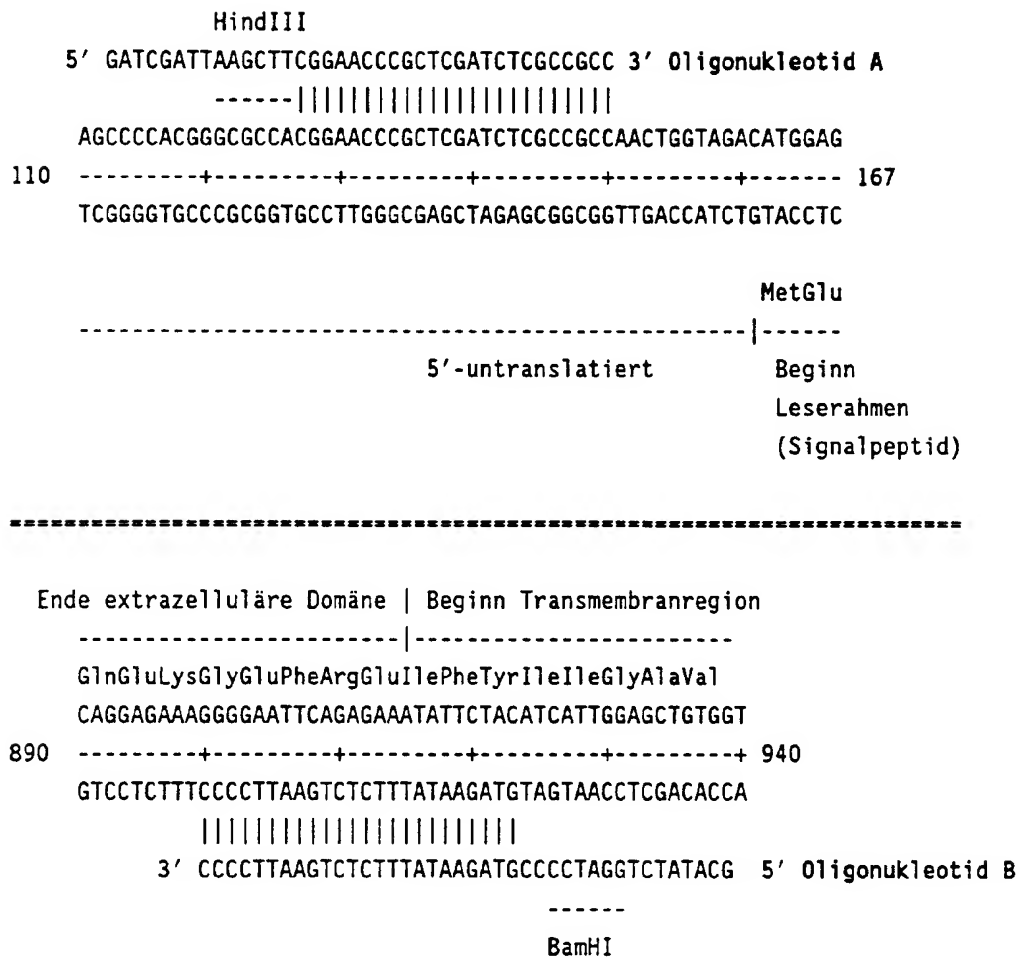 HindIII
5′ GATCGATTAAGCTTCGGAACCCGCTCGATCTCGCCGCC 3′ Oligonukleotid A
------||||||||||||||||||||||||
AGCCCCACGGGCGCCACGGAACCCGCTCGATCTCGCCGCCAACTGGTAGACATGGAG
110 ---------+---------+---------+---------+---------+------- 167
TCGGGGTGCCCGCGGTGCCTTGGGCGAGCTAGAGCGGCGGTTGACCATCTGTACCTC
MetGlu
--------------------------------------------------|------
5′-untranslatiert Beginn
Leserahmen
(Signalpeptid)
=======================================================================
Ende extrazelluläre Domäne | Beginn Transmembranregion
------------------------|------------------------
GlnGluLysGlyGluPheArgGluIlePheTyrIleIleGlyAlaVal
CAGGAGAAAGGGGAATTCAGAGAAATATTCTACATCATTGGAGCTGTGGT
890 ---------+---------+---------+---------+---------+ 940
GTCCTCTTTCCCCTTAAGTCTCTTTATAAGATGTAGTAACCTCGACACCA
||||||||||||||||||||||||
3′ CCCCTTAAGTCTCTTTATAAGATGCCCCTAGGTCTATACG 5′ Oligonukleotid B
------
BamHI